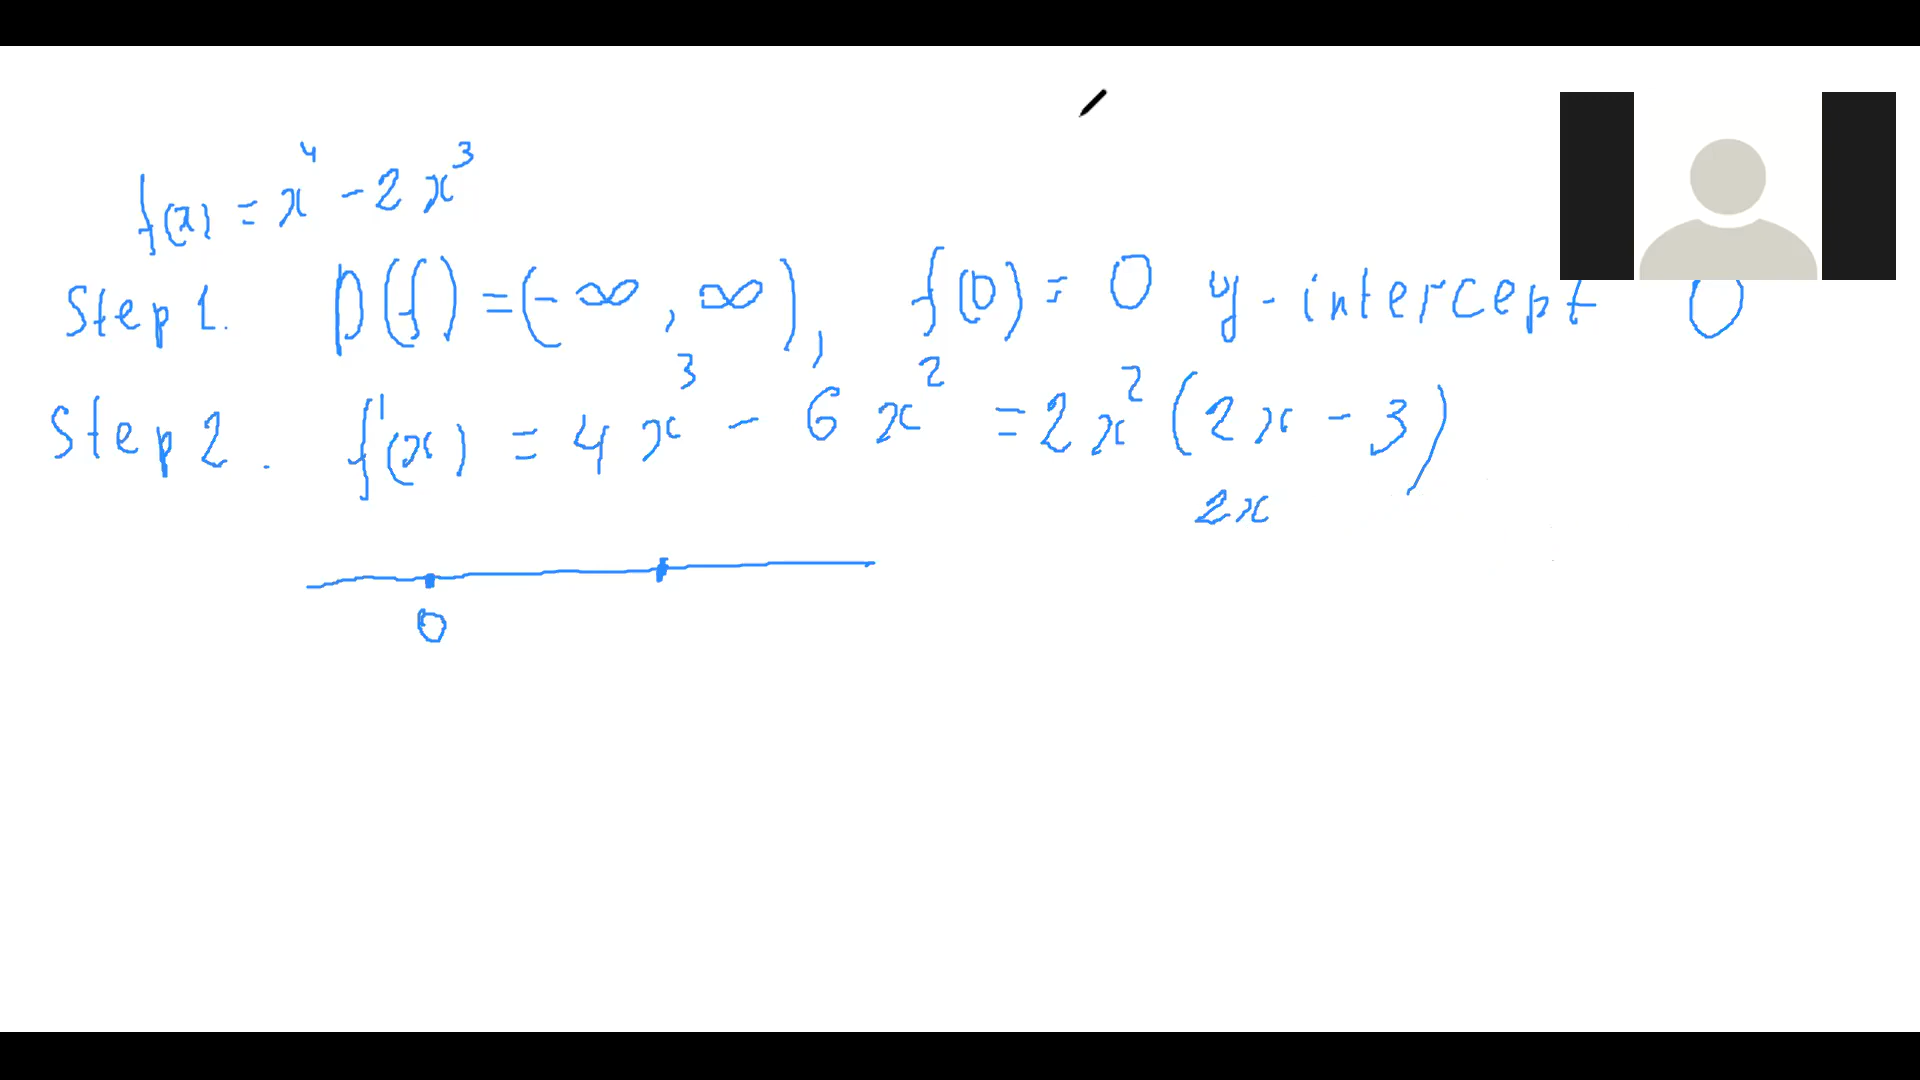 f(x) = x⁴ - 2x³
Step 1. D(f) = (-∞, ∞), f(0) = 0 y-intercept 0
Step 2. f'(x) = 4x³ - 6x² = 2x²(2x - 3)
2x
0